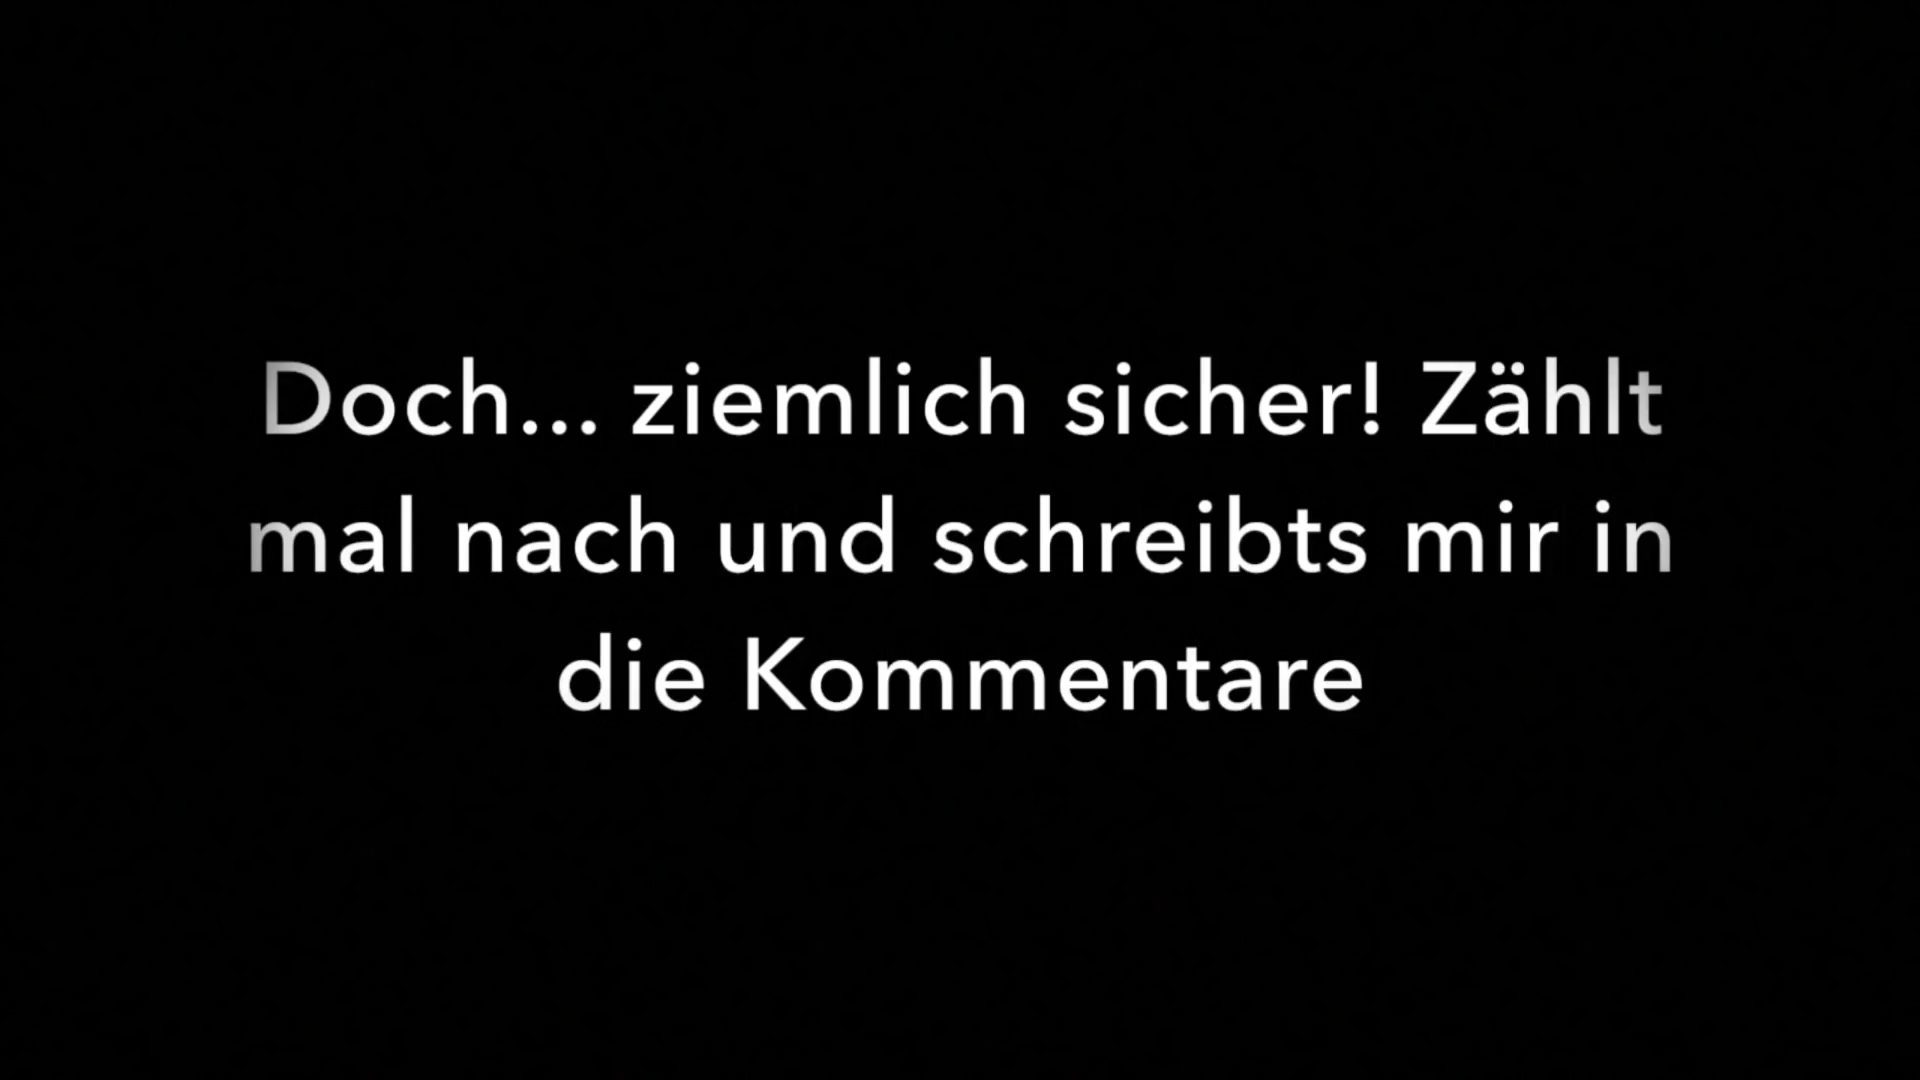 Doch... ziemlich sicher! Zählt
mal nach und schreibts mir in
die Kommentare